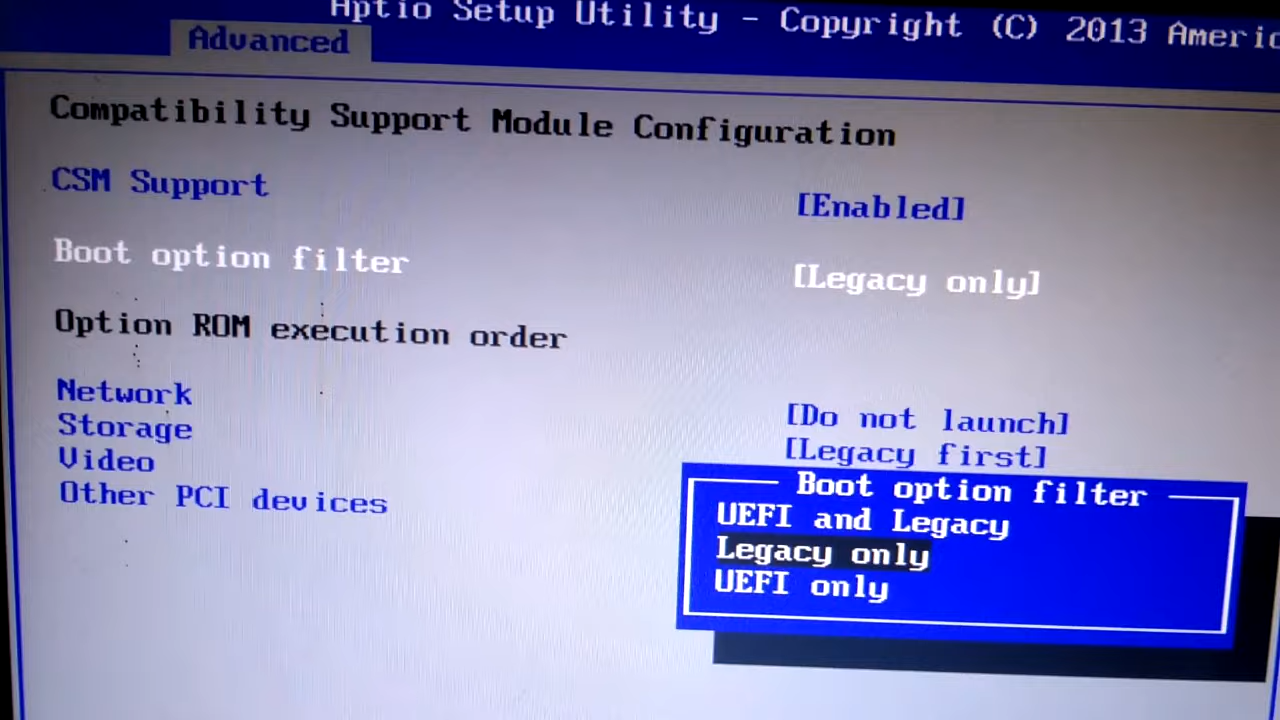 Aptio Setup Utility - Copyright (C) 2013
Advanced
Compatibility Support Module Configuration
CSM Support [Enabled]
Boot option filter [Legacy only]
Option ROM execution order
Network [Do not launch]
Storage [Legacy first]
Video
Other PCI devices
Boot option filter
UEFI and Legacy
Legacy only
UEFI only